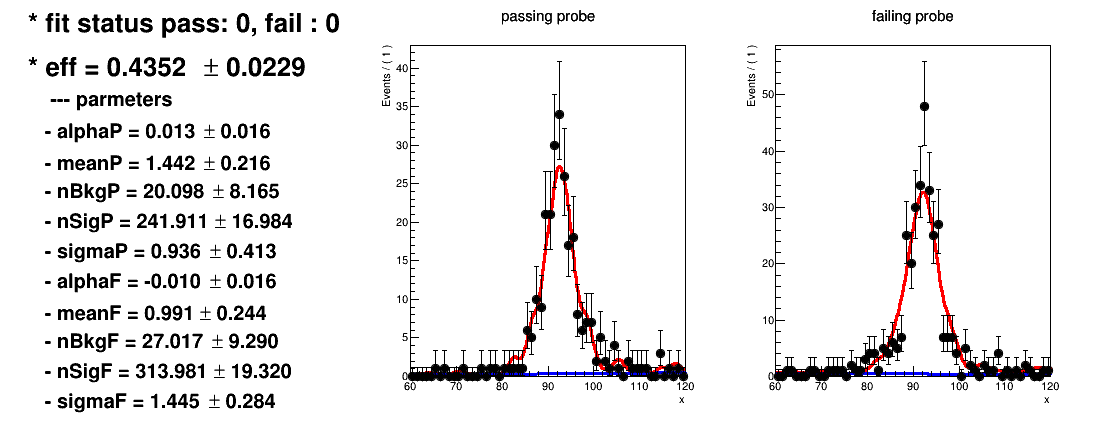 * fit status pass: 0, fail : 0
* eff = 0.4352 ± 0.0229
--- parmeters
- alphaP = 0.013 ± 0.016
- meanP = 1.442 ± 0.216
- nBkgP = 20.098 ± 8.165
- nSigP = 241.911 ± 16.984
- sigmaP = 0.936 ± 0.413
- alphaF = -0.010 ± 0.016
- meanF = 0.991 ± 0.244
- nBkgF = 27.017 ± 9.290
- nSigF = 313.981 ± 19.320
- sigmaF = 1.445 ± 0.284
passing probe
Events / ( 1 )
40
35
30
25
20
15
10
5
0
60 70 80 90 100 110 120
x
failing probe
Events / ( 1 )
50
40
30
20
10
0
60 70 80 90 100 110 120
x